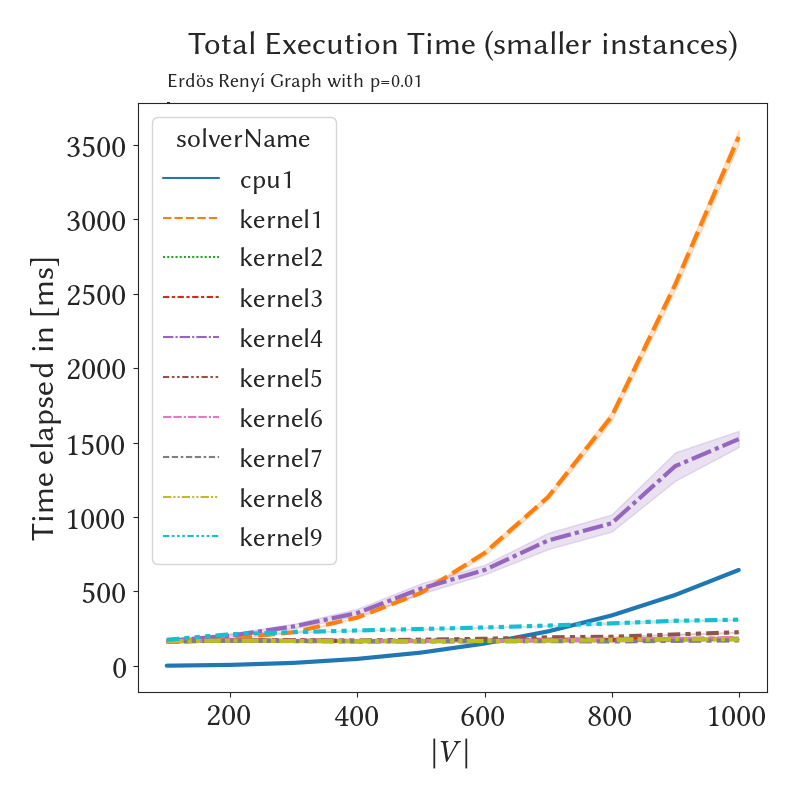 Total Execution Time (smaller instances)
Erdös Renyí Graph with p=0.01
solverName
cpu1
kernel1
kernel2
kernel3
kernel4
kernel5
kernel6
kernel7
kernel8
kernel9
Time elapsed in [ms]
3500
3000
2500
2000
1500
1000
500
0
200
400
600
800
1000
|V|